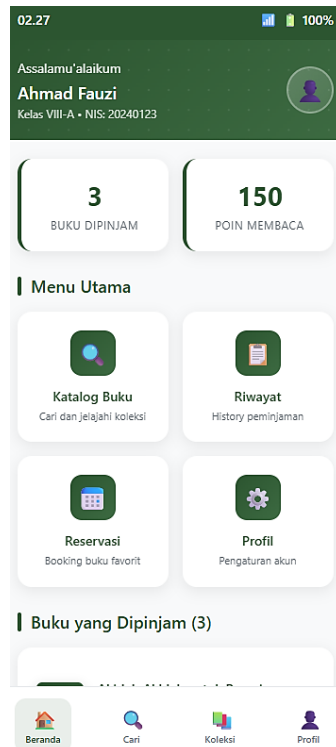 02.27
100%
Assalamu'alaikum
Ahmad Fauzi
Kelas VIII-A • NIS: 20240123
3
BUKU DIPINJAM
150
POIN MEMBACA
Menu Utama
Katalog Buku
Cari dan jelajahi koleksi
Riwayat
History peminjaman
Reservasi
Booking buku favorit
Profil
Pengaturan akun
Buku yang Dipinjam (3)
Beranda
Cari
Koleksi
Profil